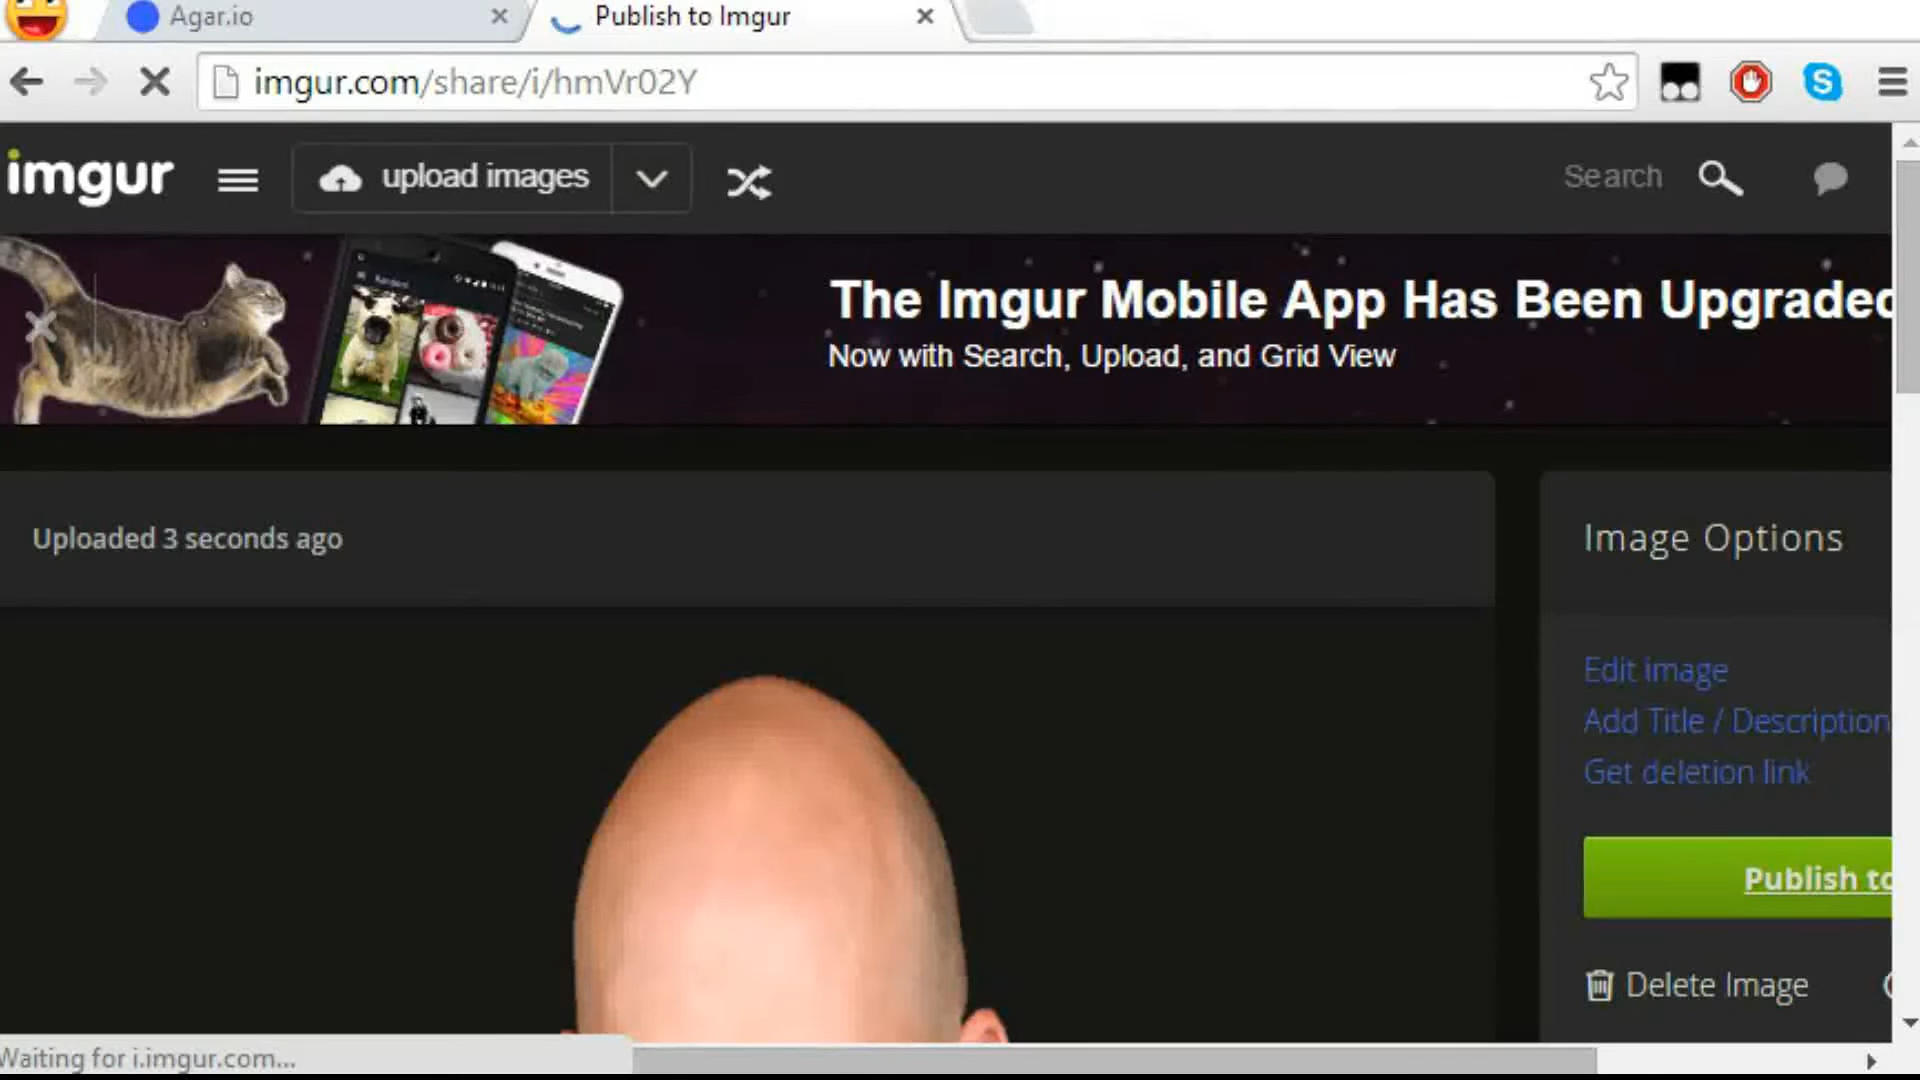 Agar.io
Publish to Imgur
imgur.com/share/i/hmVr02Y
imgur
upload images
Search
The Imgur Mobile App Has Been Upgraded
Now with Search, Upload, and Grid View
Uploaded 3 seconds ago
Image Options
Edit image
Add Title / Description
Get deletion link
Publish to
Delete Image
Waiting for i.imgur.com...